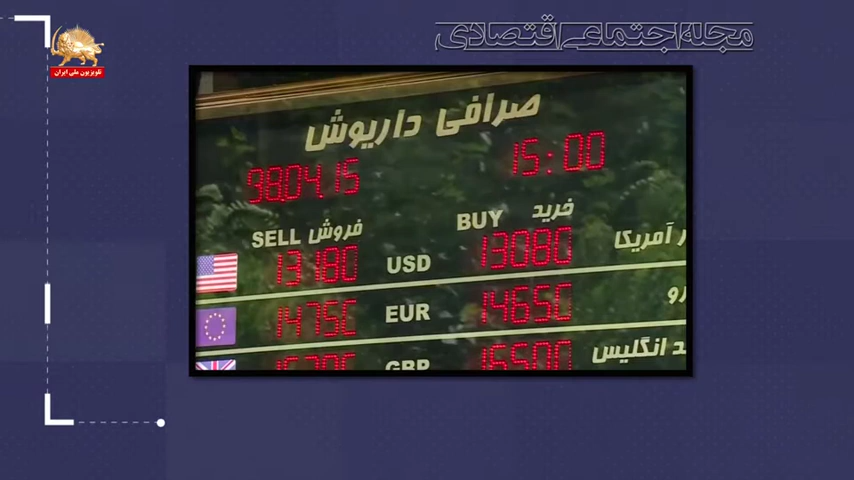 مجله اجتماعی اقتصادی
تلویزیون ملی ایران
صرافی داریوش
98.04.15 15:00
SELL فروش BUY خرید
13180 USD 13080 آمریکا
14750 EUR 14650
GBP 15500 انگلیس